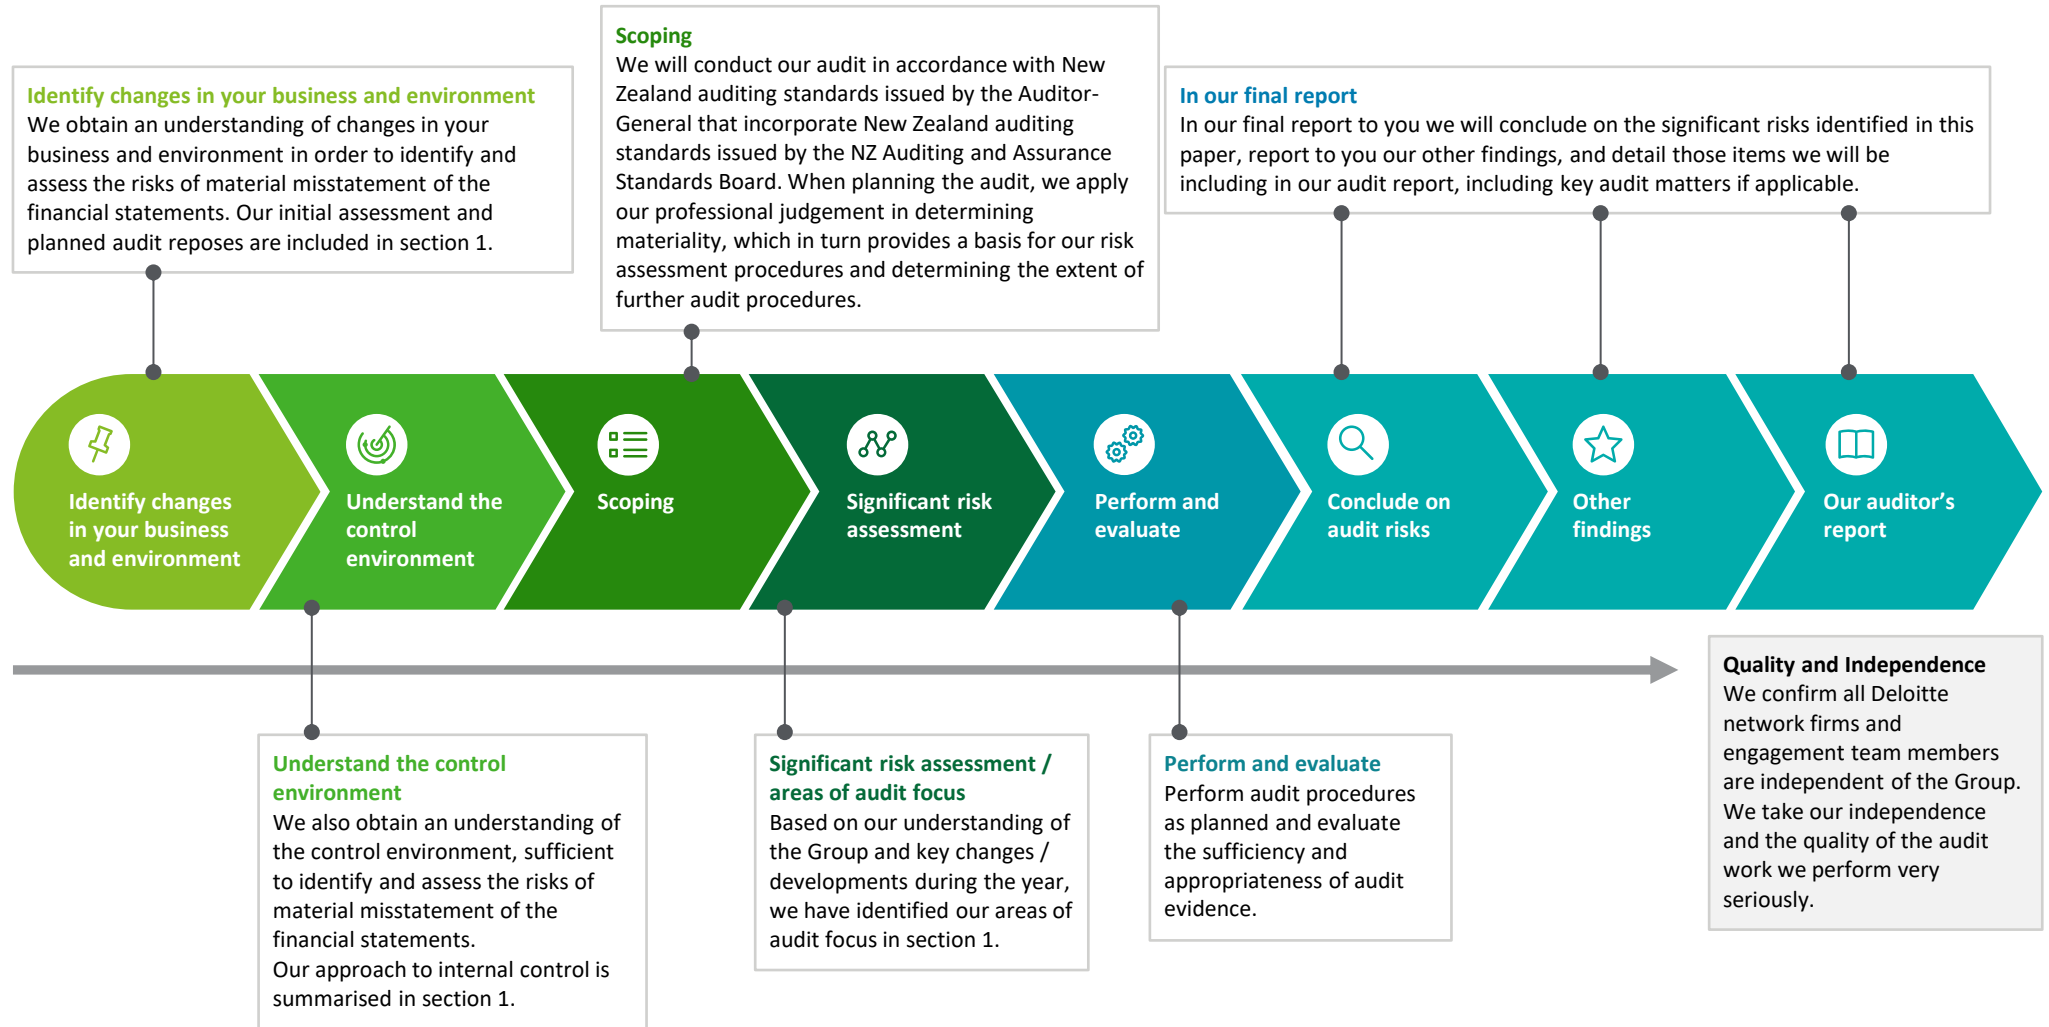 Identify changes in your business and environment
We obtain an understanding of changes in your
business and environment in order to identify and
assess the risks of material misstatement of the
financial statements. Our initial assessment and
planned audit reposes are included in section 1.
Scoping
We will conduct our audit in accordance with New
Zealand auditing standards issued by the Auditor-
General that incorporate New Zealand auditing
standards issued by the NZ Auditing and Assurance
Standards Board. When planning the audit, we apply
our professional judgement in determining
materiality, which in turn provides a basis for our risk
assessment procedures and determining the extent of
further audit procedures.
In our final report
In our final report to you we will conclude on the significant risks identified in this
paper, report to you our other findings, and detail those items we will be
including in our audit report, including key audit matters if applicable.
Identify changes
in your business
and environment
Understand the
control
environment
Scoping
Significant risk
assessment
Perform and
evaluate
Conclude on
audit risks
Other
findings
Our auditor’s
report
Understand the control
environment
We also obtain an understanding of
the control environment, sufficient
to identify and assess the risks of
material misstatement of the
financial statements.
Our approach to internal control is
summarised in section 1.
Significant risk assessment /
areas of audit focus
Based on our understanding of
the Group and key changes /
developments during the year,
we have identified our areas of
audit focus in section 1.
Perform and evaluate
Perform audit procedures
as planned and evaluate
the sufficiency and
appropriateness of audit
evidence.
Quality and Independence
We confirm all Deloitte
network firms and
engagement team members
are independent of the Group.
We take our independence
and the quality of the audit
work we perform very
seriously.